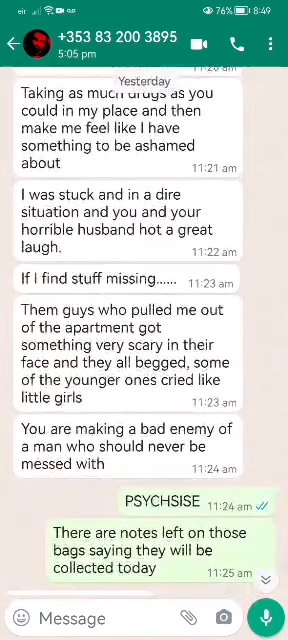 eir 76% 8:49
+353 83 200 3895
5:05 pm
Yesterday
Taking as much drugs as you
could in my place and then
make me feel like I have
something to be ashamed
about
11:21 am
I was stuck and in a dire
situation and you and your
horrible husband hot a great
laugh.
11:22 am
If I find stuff missing...... 11:23 am
Them guys who pulled me out
of the apartment got
something very scary in their
face and they all begged, some
of the younger ones cried like
little girls
11:23 am
You are making a bad enemy of
a man who should never be
messed with
11:24 am
PSYCHSISE 11:24 am
There are notes left on those
bags saying they will be
collected today
11:25 am
Message